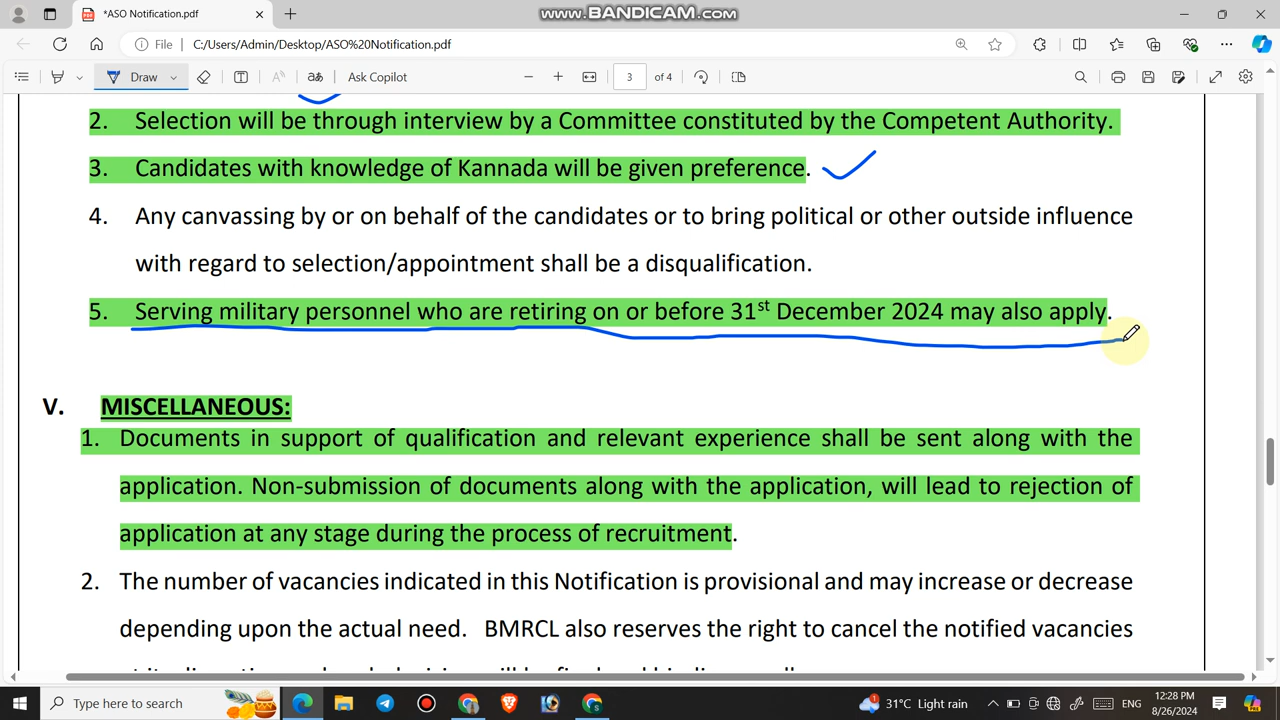 www.BANDICAM.com
*ASO Notification.pdf
File C:/Users/Admin/Desktop/ASO%20Notification.pdf
Draw Ask Copilot 3 of 4
2. Selection will be through interview by a Committee constituted by the Competent Authority.
3. Candidates with knowledge of Kannada will be given preference.
4. Any canvassing by or on behalf of the candidates or to bring political or other outside influence
with regard to selection/appointment shall be a disqualification.
5. Serving military personnel who are retiring on or before 31st December 2024 may also apply.
V. MISCELLANEOUS:
1. Documents in support of qualification and relevant experience shall be sent along with the
application. Non-submission of documents along with the application, will lead to rejection of
application at any stage during the process of recruitment.
2. The number of vacancies indicated in this Notification is provisional and may increase or decrease
depending upon the actual need. BMRCL also reserves the right to cancel the notified vacancies
Type here to search
31°C Light rain
ENG
12:28 PM
8/26/2024